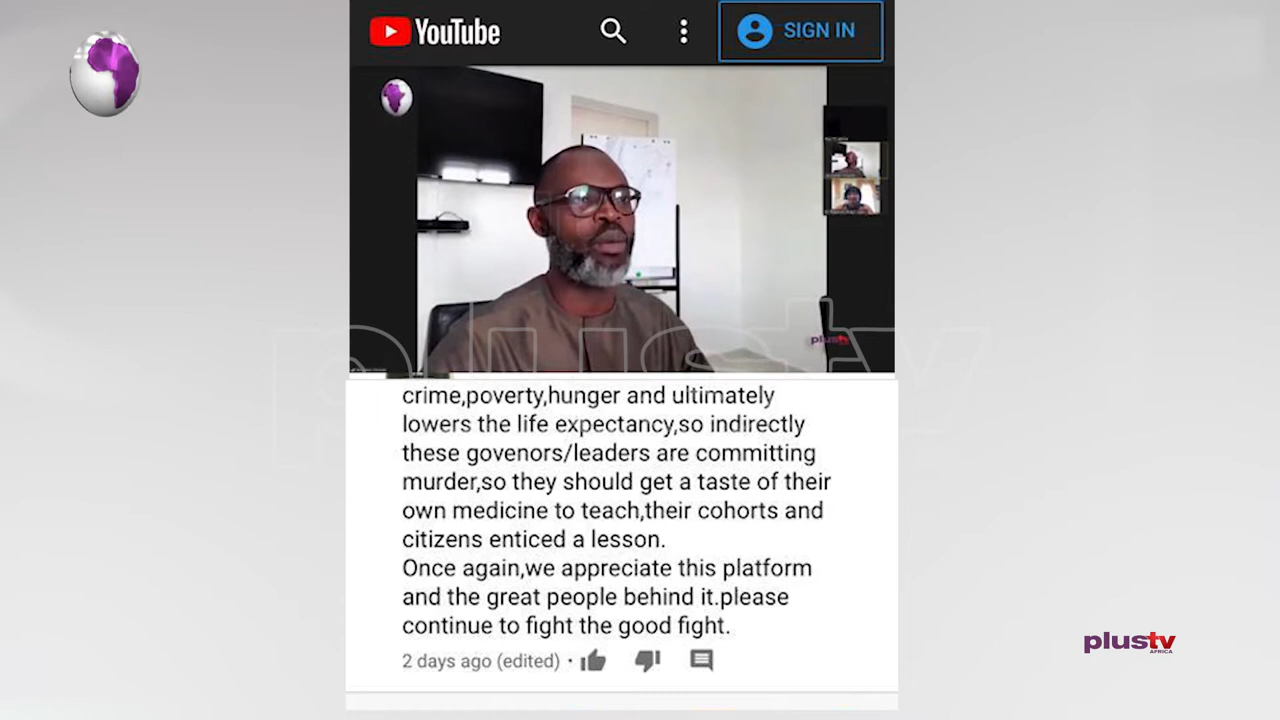 YouTube
SIGN IN
plustv
plustv
crime,poverty,hunger and ultimately
lowers the life expectancy,so indirectly
these govenors/leaders are committing
murder,so they should get a taste of their
own medicine to teach,their cohorts and
citizens enticed a lesson.
Once again,we appreciate this platform
and the great people behind it.please
continue to fight the good fight.
2 days ago (edited) •
plustv
AFRICA